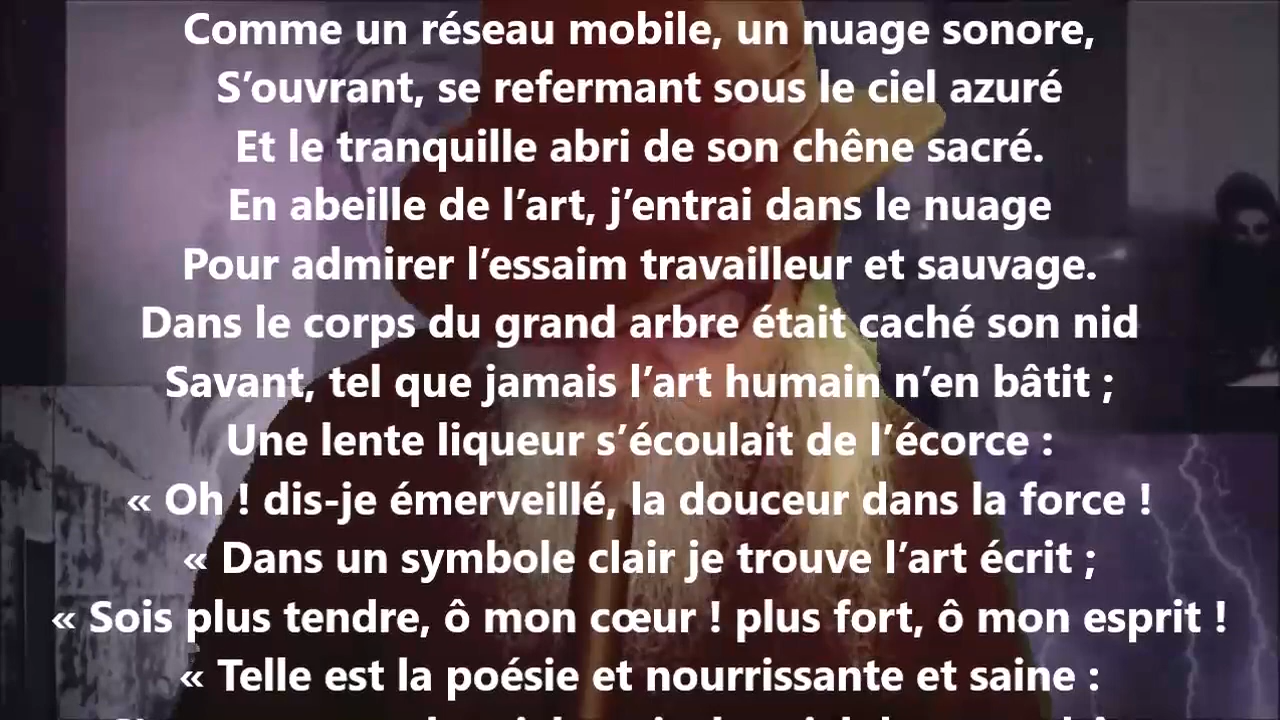 Comme un réseau mobile, un nuage sonore,
S’ouvrant, se refermant sous le ciel azuré
Et le tranquille abri de son chêne sacré.
En abeille de l’art, j’entrai dans le nuage
Pour admirer l’essaim travailleur et sauvage.
Dans le corps du grand arbre était caché son nid
Savant, tel que jamais l’art humain n’en bâtit ;
Une lente liqueur s’écoulait de l’écorce :
« Oh ! dis-je émerveillé, la douceur dans la force !
« Dans un symbole clair je trouve l’art écrit ;
« Sois plus tendre, ô mon cœur ! plus fort, ô mon esprit !
« Telle est la poésie et nourrissante et saine :